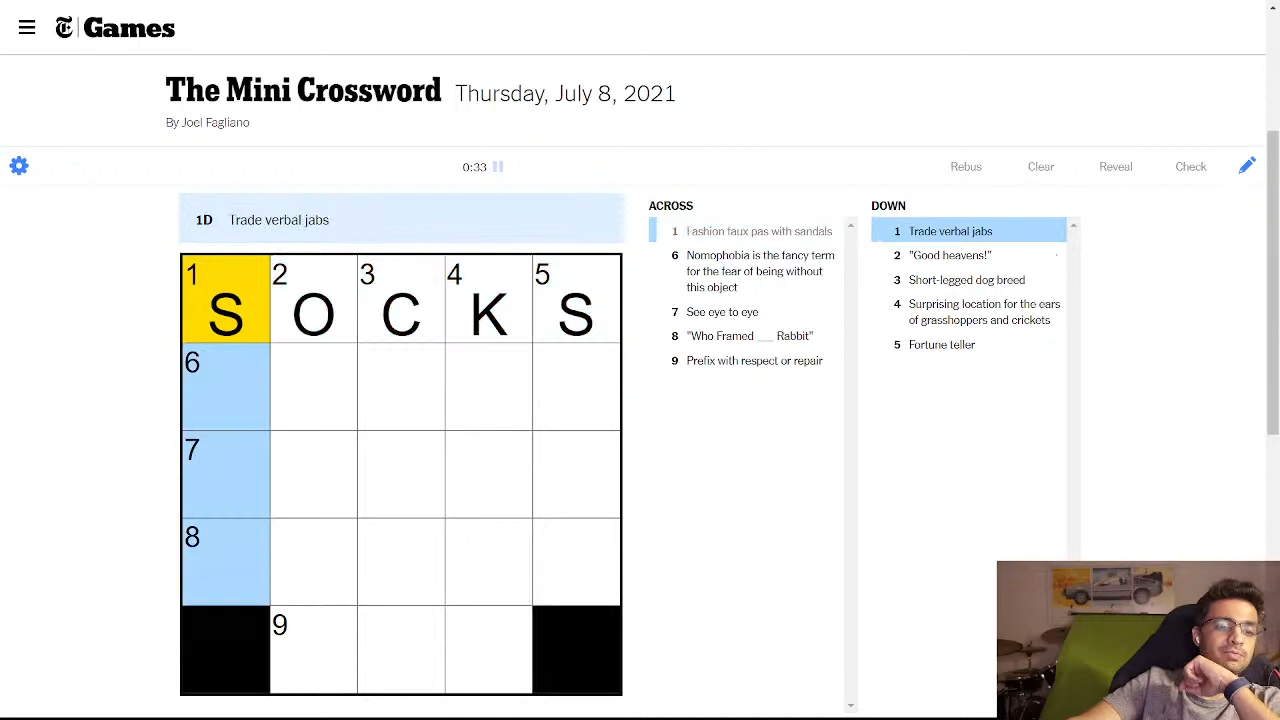 Games
The Mini Crossword Thursday, July 8, 2021
By Joel Fagliano
0:33
Rebus Clear Reveal Check
1D Trade verbal jabs
1 2 3 4 5
S O C K S
6
7
8
9
ACROSS
1 Fashion faux pas with sandals
6 Nomophobia is the fancy term
for the fear of being without
this object
7 See eye to eye
8 "Who Framed ___ Rabbit"
9 Prefix with respect or repair
DOWN
1 Trade verbal jabs
2 "Good heavens!"
3 Short-legged dog breed
4 Surprising location for the ears
of grasshoppers and crickets
5 Fortune teller